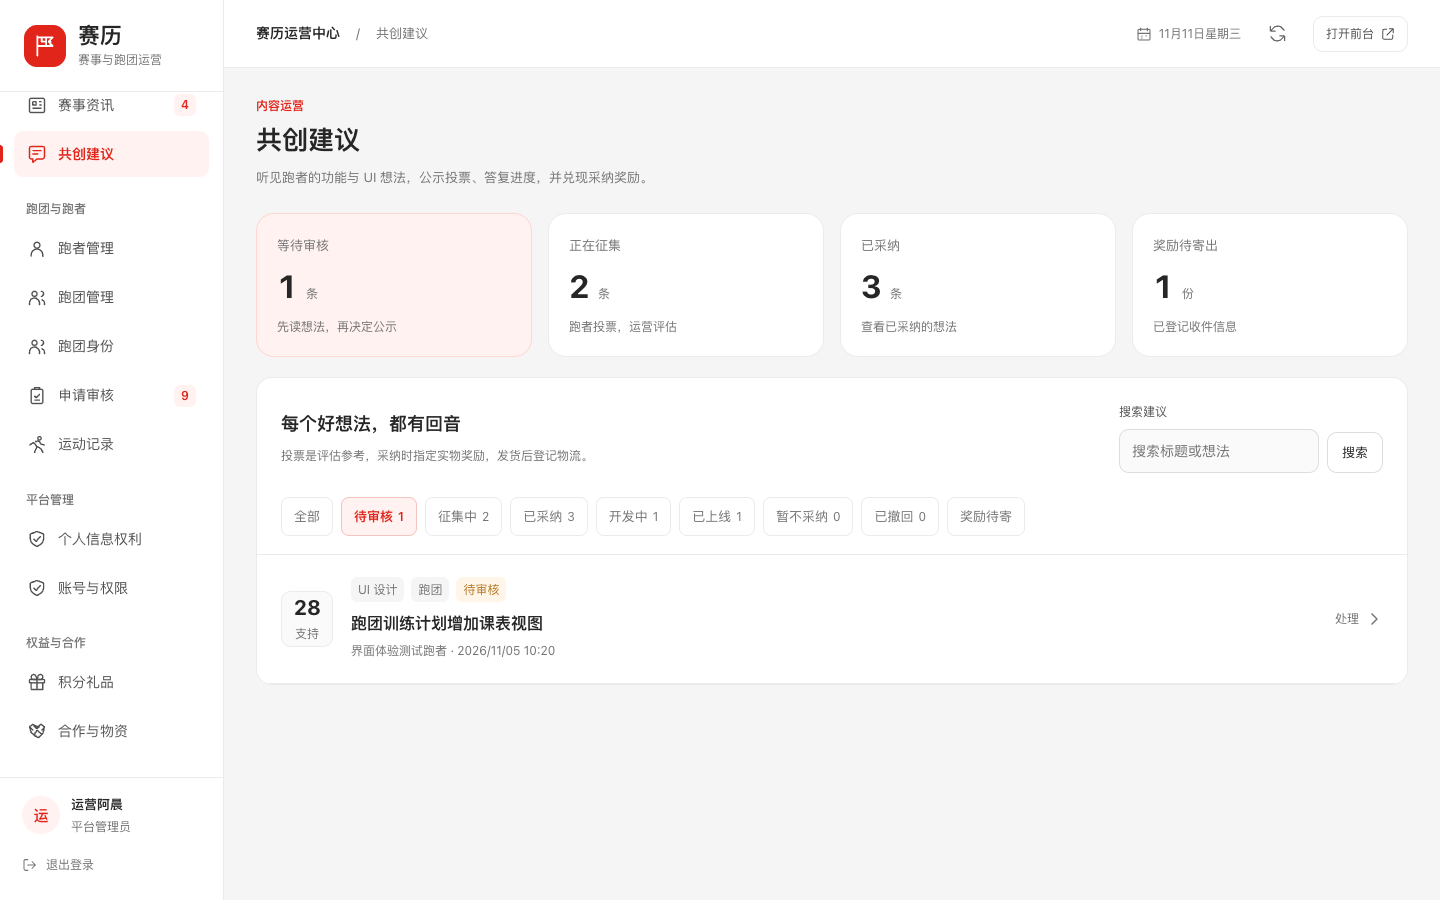 赛历
赛事与跑团运营
赛事资讯 4
共创建议
跑团与跑者
跑者管理
跑团管理
跑团身份
申请审核 9
运动记录
平台管理
个人信息权利
账号与权限
权益与合作
积分礼品
合作与物资
运 运营阿晨
平台管理员
退出登录
赛历运营中心 / 共创建议
11月11日星期三
打开前台
内容运营
共创建议
听见跑者的功能与 UI 想法，公示投票、答复进度，并兑现采纳奖励。
等待审核
1 条
先读想法，再决定公示
正在征集
2 条
跑者投票，运营评估
已采纳
3 条
查看已采纳的想法
奖励待寄出
1 份
已登记收件信息
每个好想法，都有回音
投票是评估参考，采纳时指定实物奖励，发货后登记物流。
搜索建议
搜索标题或想法 搜索
全部 待审核 1 征集中 2 已采纳 3 开发中 1 已上线 1 暂不采纳 0 已撤回 0 奖励待寄
28
支持
UI 设计 跑团 待审核
跑团训练计划增加课表视图
界面体验测试跑者 · 2026/11/05 10:20
处理